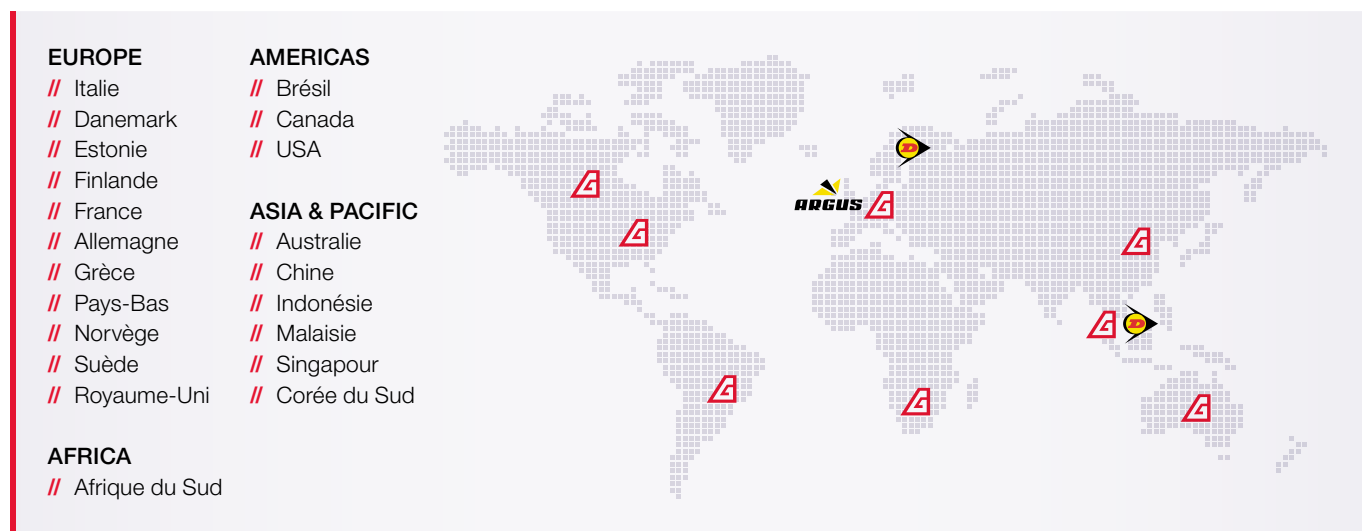 EUROPE
// Italie
// Danemark
// Estonie
// Finlande
// France
// Allemagne
// Grèce
// Pays-Bas
// Norvège
// Suède
// Royaume-Uni
AFRICA
// Afrique du Sud
AMERICAS
// Brésil
// Canada
// USA
ASIA & PACIFIC
// Australie
// Chine
// Indonésie
// Malaisie
// Singapour
// Corée du Sud
D
ARGUS
D